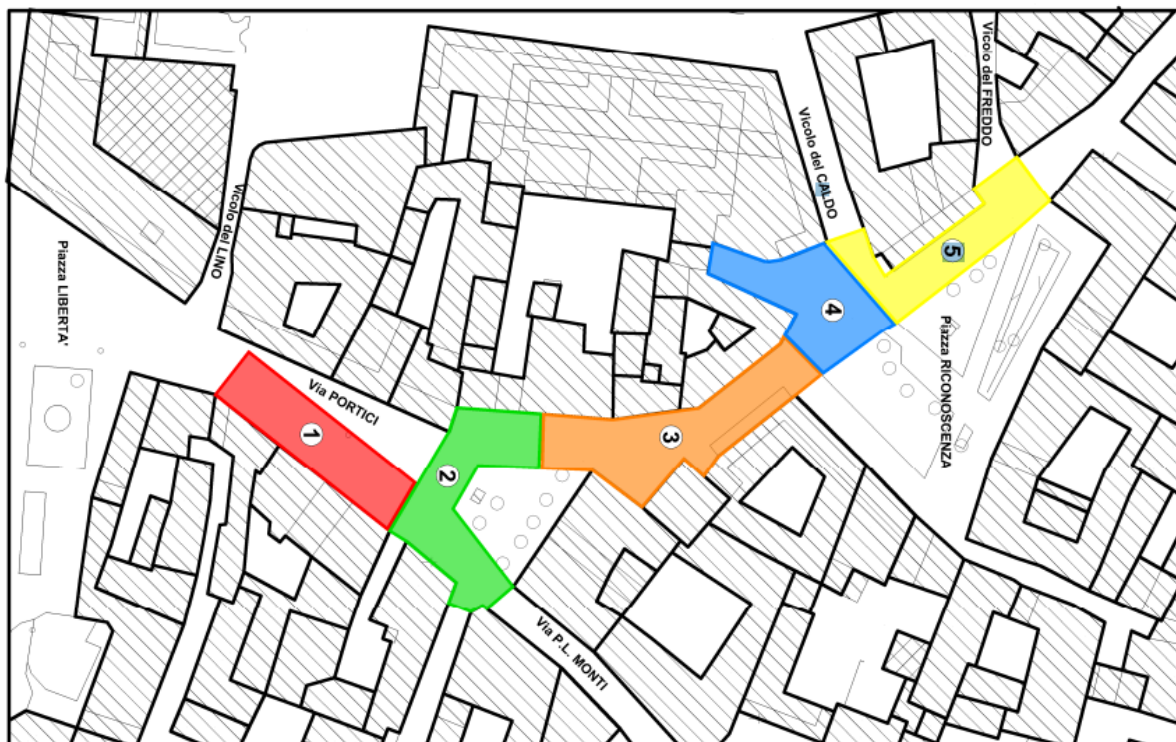 Vicolo del FREDDO
Vicolo del CALDO
Vicolo del LINO
Piazza LIBERTA'
Piazza RICONOSCENZA
Via PORTICI
Via P.L. MONTI
1
2
3
4
5